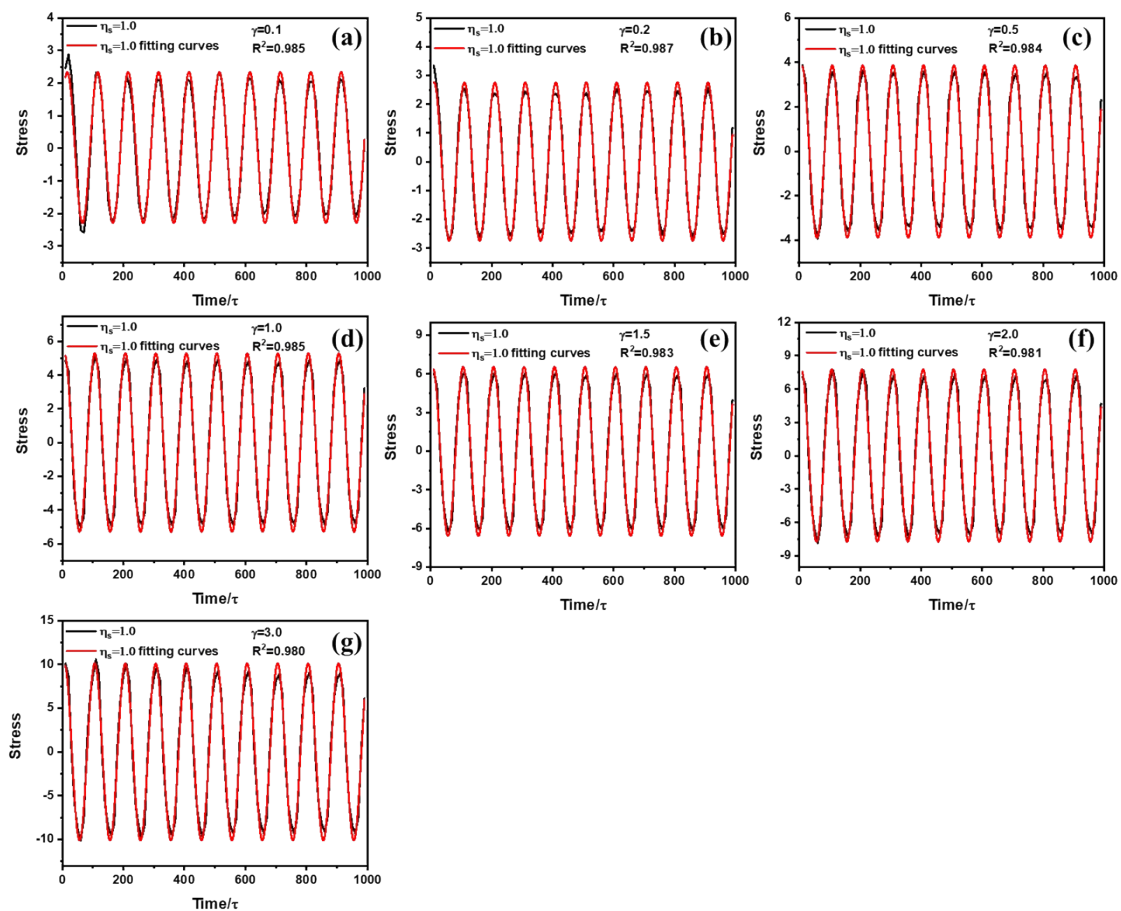 4
3
2
1
0
-1
-2
-3
Stress
0 200 400 600 800 1000
Time/τ
ηs=1.0
ηs=1.0 fitting curves
γ=0.1
R²=0.985
(a)
5
3
2
0
-2
-3
Stress
0 200 400 600 800 1000
Time/τ
ηs=1.0
ηs=1.0 fitting curves
γ=0.2
R²=0.987
(b)
6
4
2
0
-2
-4
Stress
0 200 400 600 800 1000
Time/τ
ηs=1.0
ηs=1.0 fitting curves
γ=0.5
R²=0.984
(c)
6
4
2
0
-2
-4
-6
Stress
0 200 400 600 800 1000
Time/τ
ηs=1.0
ηs=1.0 fitting curves
γ=1.0
R²=0.985
(d)
9
6
3
0
-3
-6
-9
Stress
0 200 400 600 800 1000
Time/τ
ηs=1.0
ηs=1.0 fitting curves
γ=1.5
R²=0.983
(e)
12
9
6
3
0
-3
-6
-9
Stress
0 200 400 600 800 1000
Time/τ
ηs=1.0
ηs=1.0 fitting curves
γ=2.0
R²=0.981
(f)
15
10
5
0
-5
-10
Stress
0 200 400 600 800 1000
Time/τ
ηs=1.0
ηs=1.0 fitting curves
γ=3.0
R²=0.980
(g)